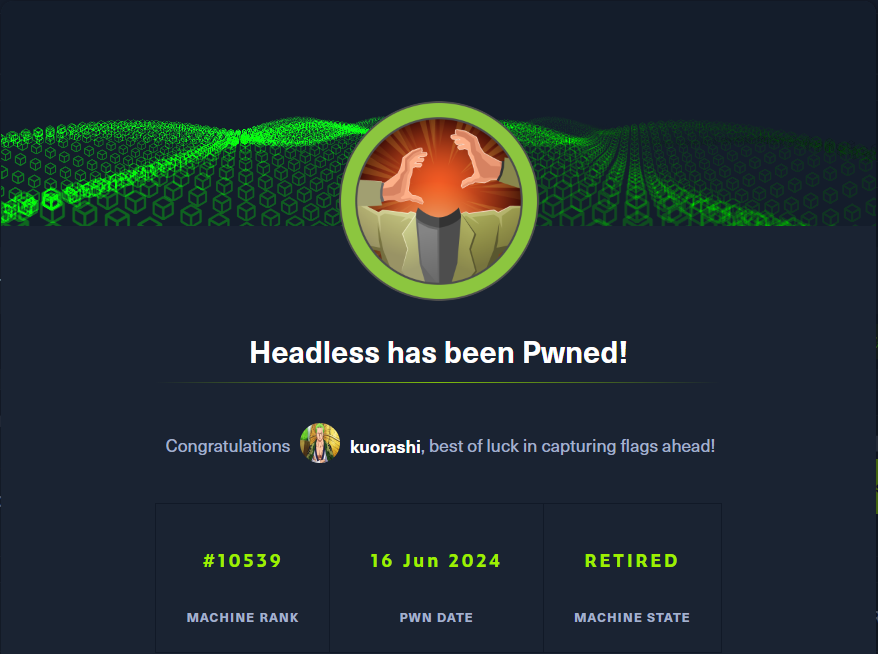 Headless has been Pwned!
Congratulations kuorashi, best of luck in capturing flags ahead!
#10539 16 Jun 2024 RETIRED
MACHINE RANK PWN DATE MACHINE STATE